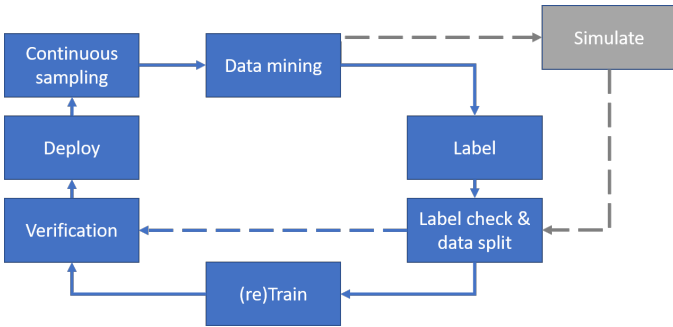 Continuous
sampling
Data mining
Simulate
Deploy
Label
Verification
Label check &
data split
(re)Train